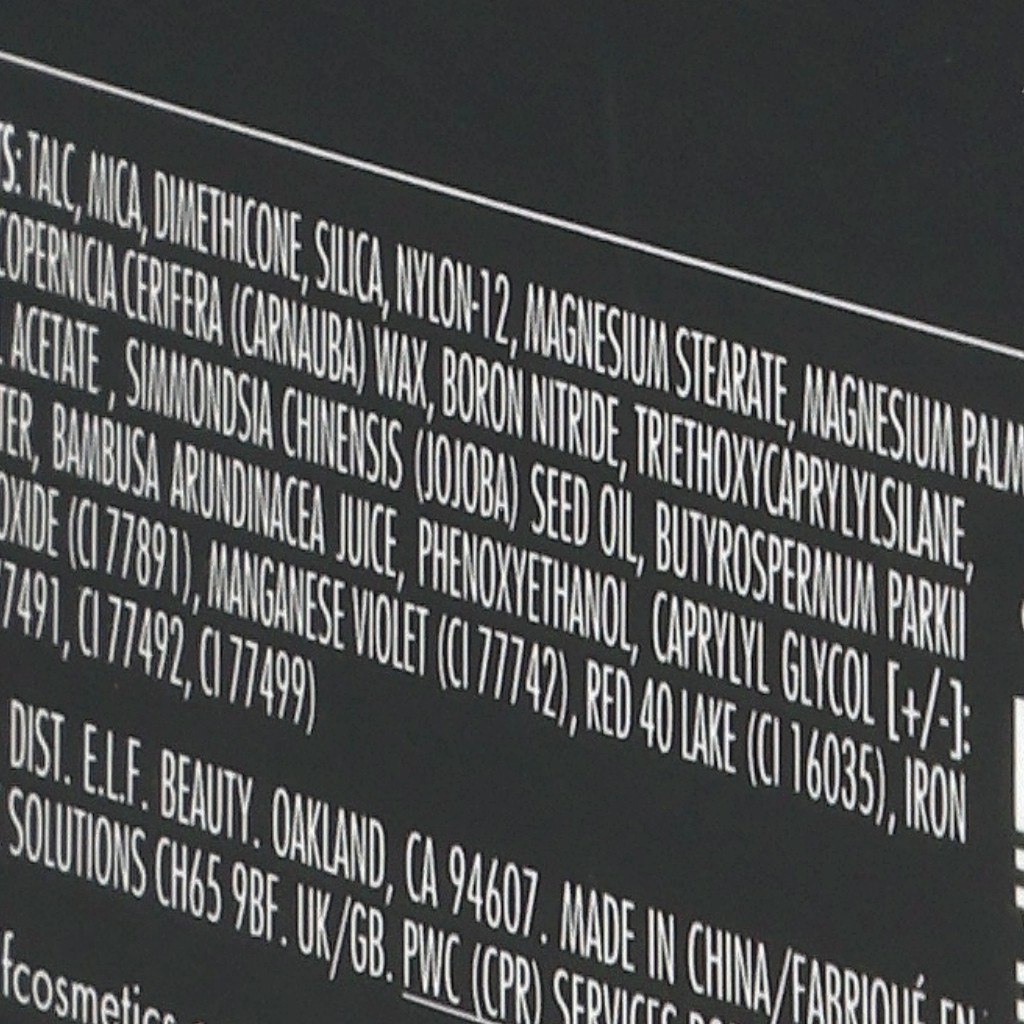 TS: TALC, MICA, DIMETHICONE, SILICA, NYLON-12, MAGNESIUM STEARATE, MAGNESIUM PALM
COPERNICIA CERIFERA (CARNAUBA) WAX, BORON NITRIDE, TRIETHOXYCAPRYLYLSILANE,
ACETATE , SIMMONDSIA CHINENSIS (JOJOBA) SEED OIL, BUTYROSPERMUM PARKII
TER, BAMBUSA ARUNDINACEA JUICE, PHENOXYETHANOL, CAPRYLYL GLYCOL [+/-]:
OXIDE (CI 77891), MANGANESE VIOLET (CI 77742), RED 40 LAKE (CI 16035), IRON
77491, CI 77492, CI 77499)
DIST. E.L.F. BEAUTY. OAKLAND, CA 94607. MADE IN CHINA/FABRIQUÉ EN
SOLUTIONS CH65 9BF. UK/GB. PWC (CPR) SERVICES
fcosmetics